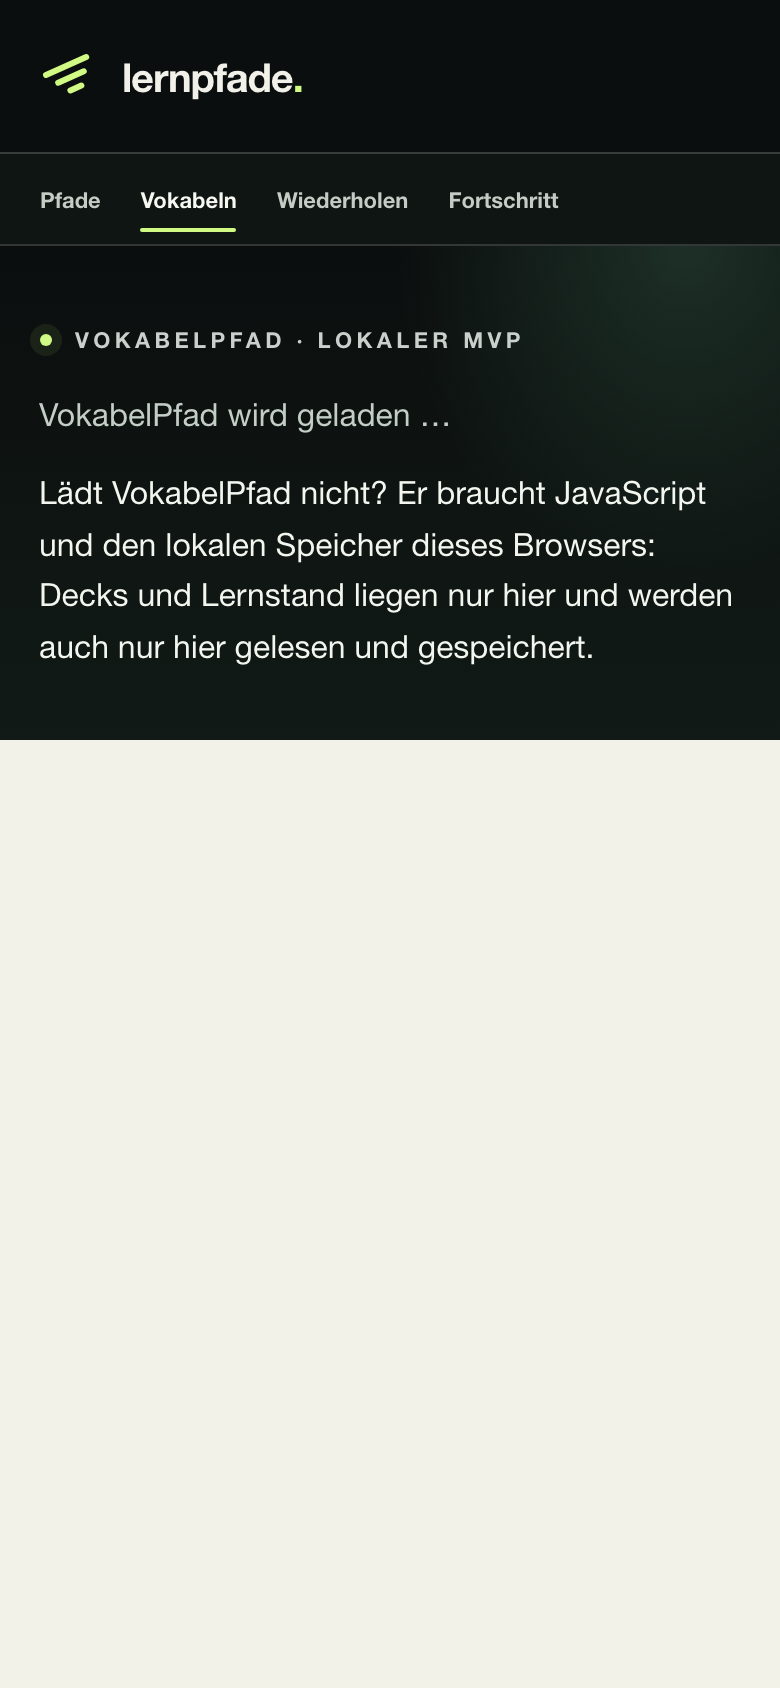 lernpfade.
Pfade Vokabeln Wiederholen Fortschritt
VOKABELPFAD · LOKALER MVP
VokabelPfad wird geladen …
Lädt VokabelPfad nicht? Er braucht JavaScript
und den lokalen Speicher dieses Browsers:
Decks und Lernstand liegen nur hier und werden
auch nur hier gelesen und gespeichert.